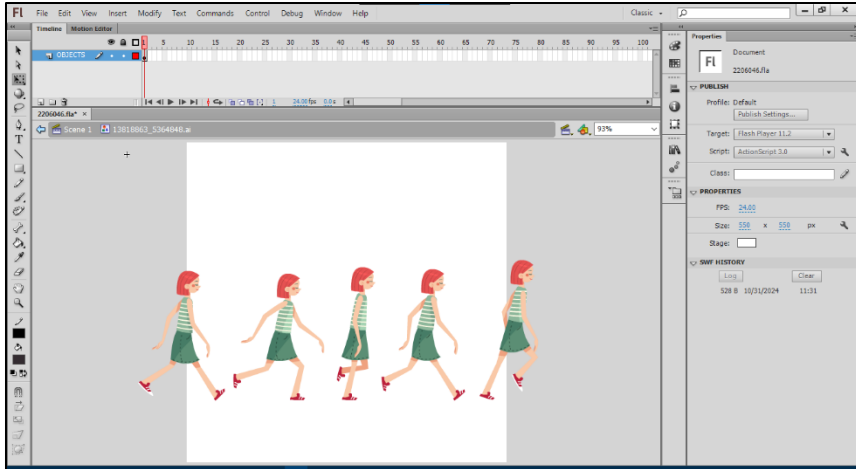 Fl File Edit View Insert Modify Text Commands Control Debug Window Help Classic
Timeline Motion Editor
1 5 10 15 20 25 30 35 40 45 50 55 60 65 70 75 80 85 90 95 100
OBJECTS
1 24.00 fps 0.0 s
2206046.fla* ×
Scene 1 13818863_5364848.ai 93%
T
Properties
Fl
Document
2206046.fla
PUBLISH
Profile: Default
Publish Settings...
Target: Flash Player 11.2
Script: ActionScript 3.0
Class:
PROPERTIES
FPS: 24.00
Size: 550 x 550 px
Stage:
SWF HISTORY
Log Clear
528 B 10/31/2024 11:31